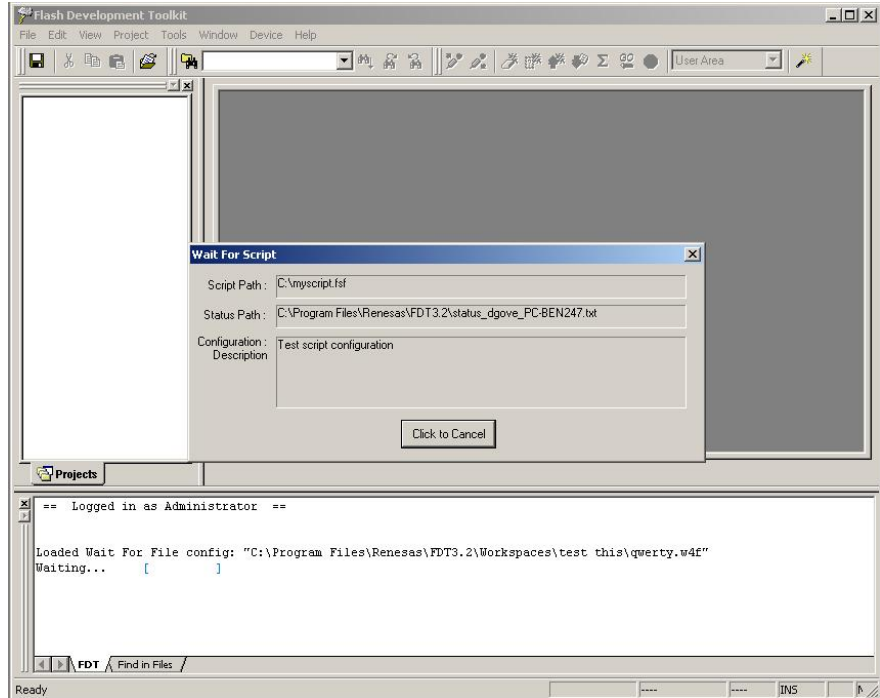 Flash Development Toolkit
File Edit View Project Tools Window Device Help
User Area
Wait For Script
Script Path : C:\myscript.fsf
Status Path : C:\Program Files\Renesas\FDT3.2\status_dgove_PC-BEN247.txt
Configuration : Test script configuration
Description
Click to Cancel
Projects
== Logged in as Administrator ==
Loaded Wait For File config: "C:\Program Files\Renesas\FDT3.2\Workspaces\test this\qwerty.w4f"
Waiting... [ ]
FDT Find in Files
Ready ---- ---- INS